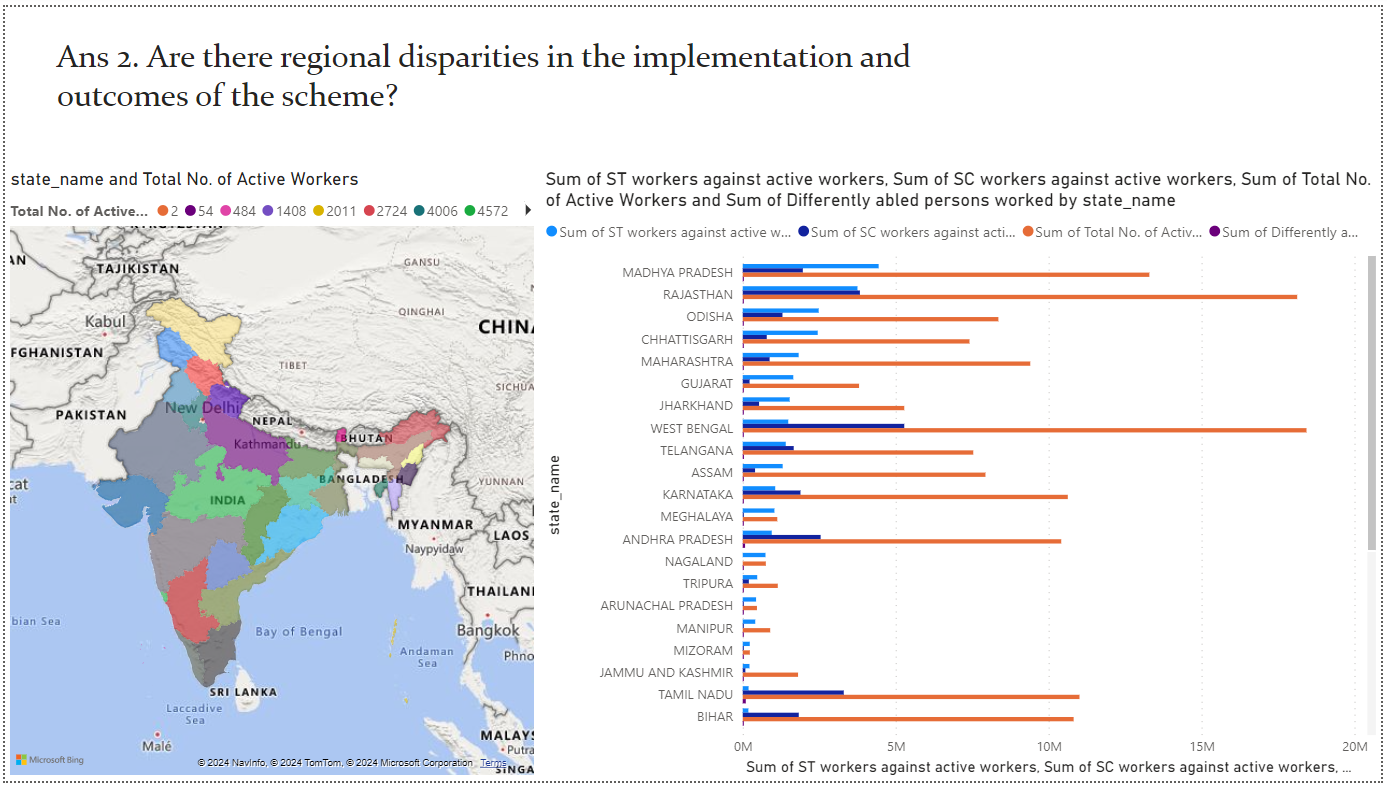 Ans 2. Are there regional disparities in the implementation and
outcomes of the scheme?
state_name and Total No. of Active Workers
Total No. of Active... 2 54 484 1408 2011 2724 4006 4572
TAJIKISTAN
GANSU
Kabul
QINGHAI
CHIN
FGHANISTAN
TIBET
SICHUA
PAKISTAN
New Delhi
NEPAL
BHUTAN
Kathmandu
BANGLADESH
YUNNAN
INDIA
MYANMAR
LAOS
Naypyidaw
THAILAN
bian Sea
Bay of Bengal
Bangkok
Andaman
Sea
Phno
SRI LANKA
Laccadive
Sea
Malé
MALAYS
Putra
SINGA
Microsoft Bing
© 2024 NavInfo, © 2024 TomTom, © 2024 Microsoft Corporation Terms
Sum of ST workers against active workers, Sum of SC workers against active workers, Sum of Total No.
of Active Workers and Sum of Differently abled persons worked by state_name
Sum of ST workers against active w... Sum of SC workers against acti... Sum of Total No. of Activ... Sum of Differently a...
state_name
MADHYA PRADESH
RAJASTHAN
ODISHA
CHHATTISGARH
MAHARASHTRA
GUJARAT
JHARKHAND
WEST BENGAL
TELANGANA
ASSAM
KARNATAKA
MEGHALAYA
ANDHRA PRADESH
NAGALAND
TRIPURA
ARUNACHAL PRADESH
MANIPUR
MIZORAM
JAMMU AND KASHMIR
TAMIL NADU
BIHAR
0M 5M 10M 15M 20M
Sum of ST workers against active workers, Sum of SC workers against active workers, ...